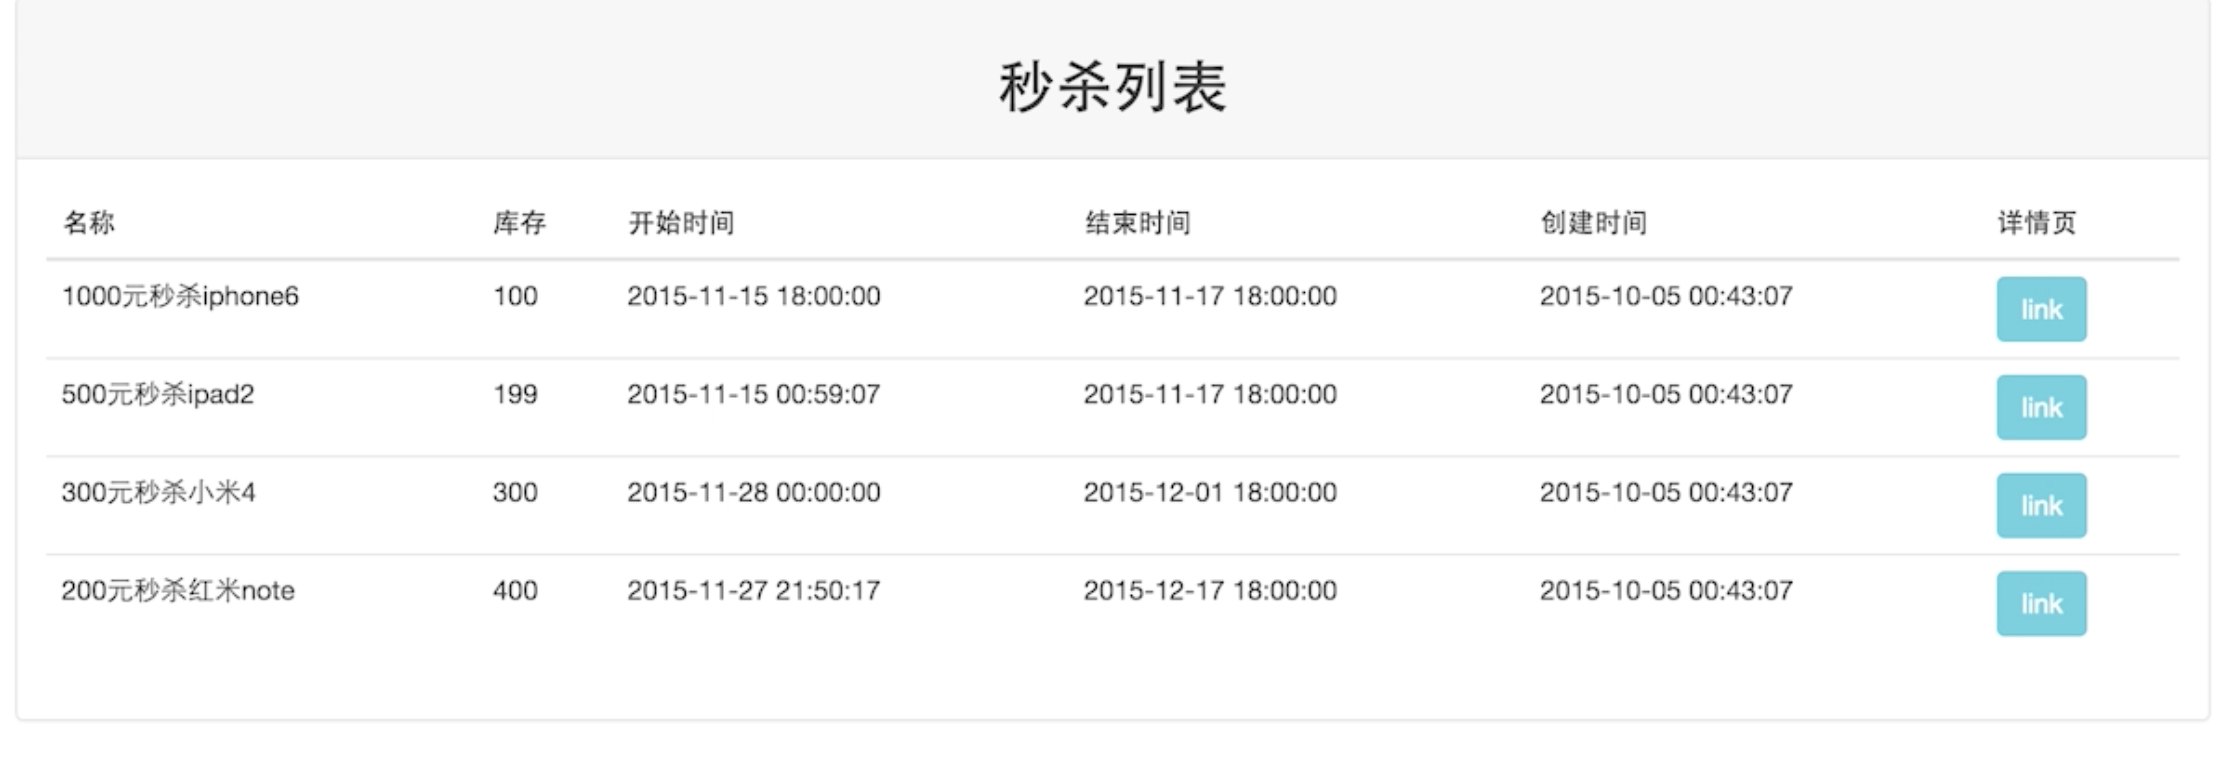 秒杀列表
名称 库存 开始时间 结束时间 创建时间 详情页
1000元秒杀iphone6 100 2015-11-15 18:00:00 2015-11-17 18:00:00 2015-10-05 00:43:07 link
500元秒杀ipad2 199 2015-11-15 00:59:07 2015-11-17 18:00:00 2015-10-05 00:43:07 link
300元秒杀小米4 300 2015-11-28 00:00:00 2015-12-01 18:00:00 2015-10-05 00:43:07 link
200元秒杀红米note 400 2015-11-27 21:50:17 2015-12-17 18:00:00 2015-10-05 00:43:07 link